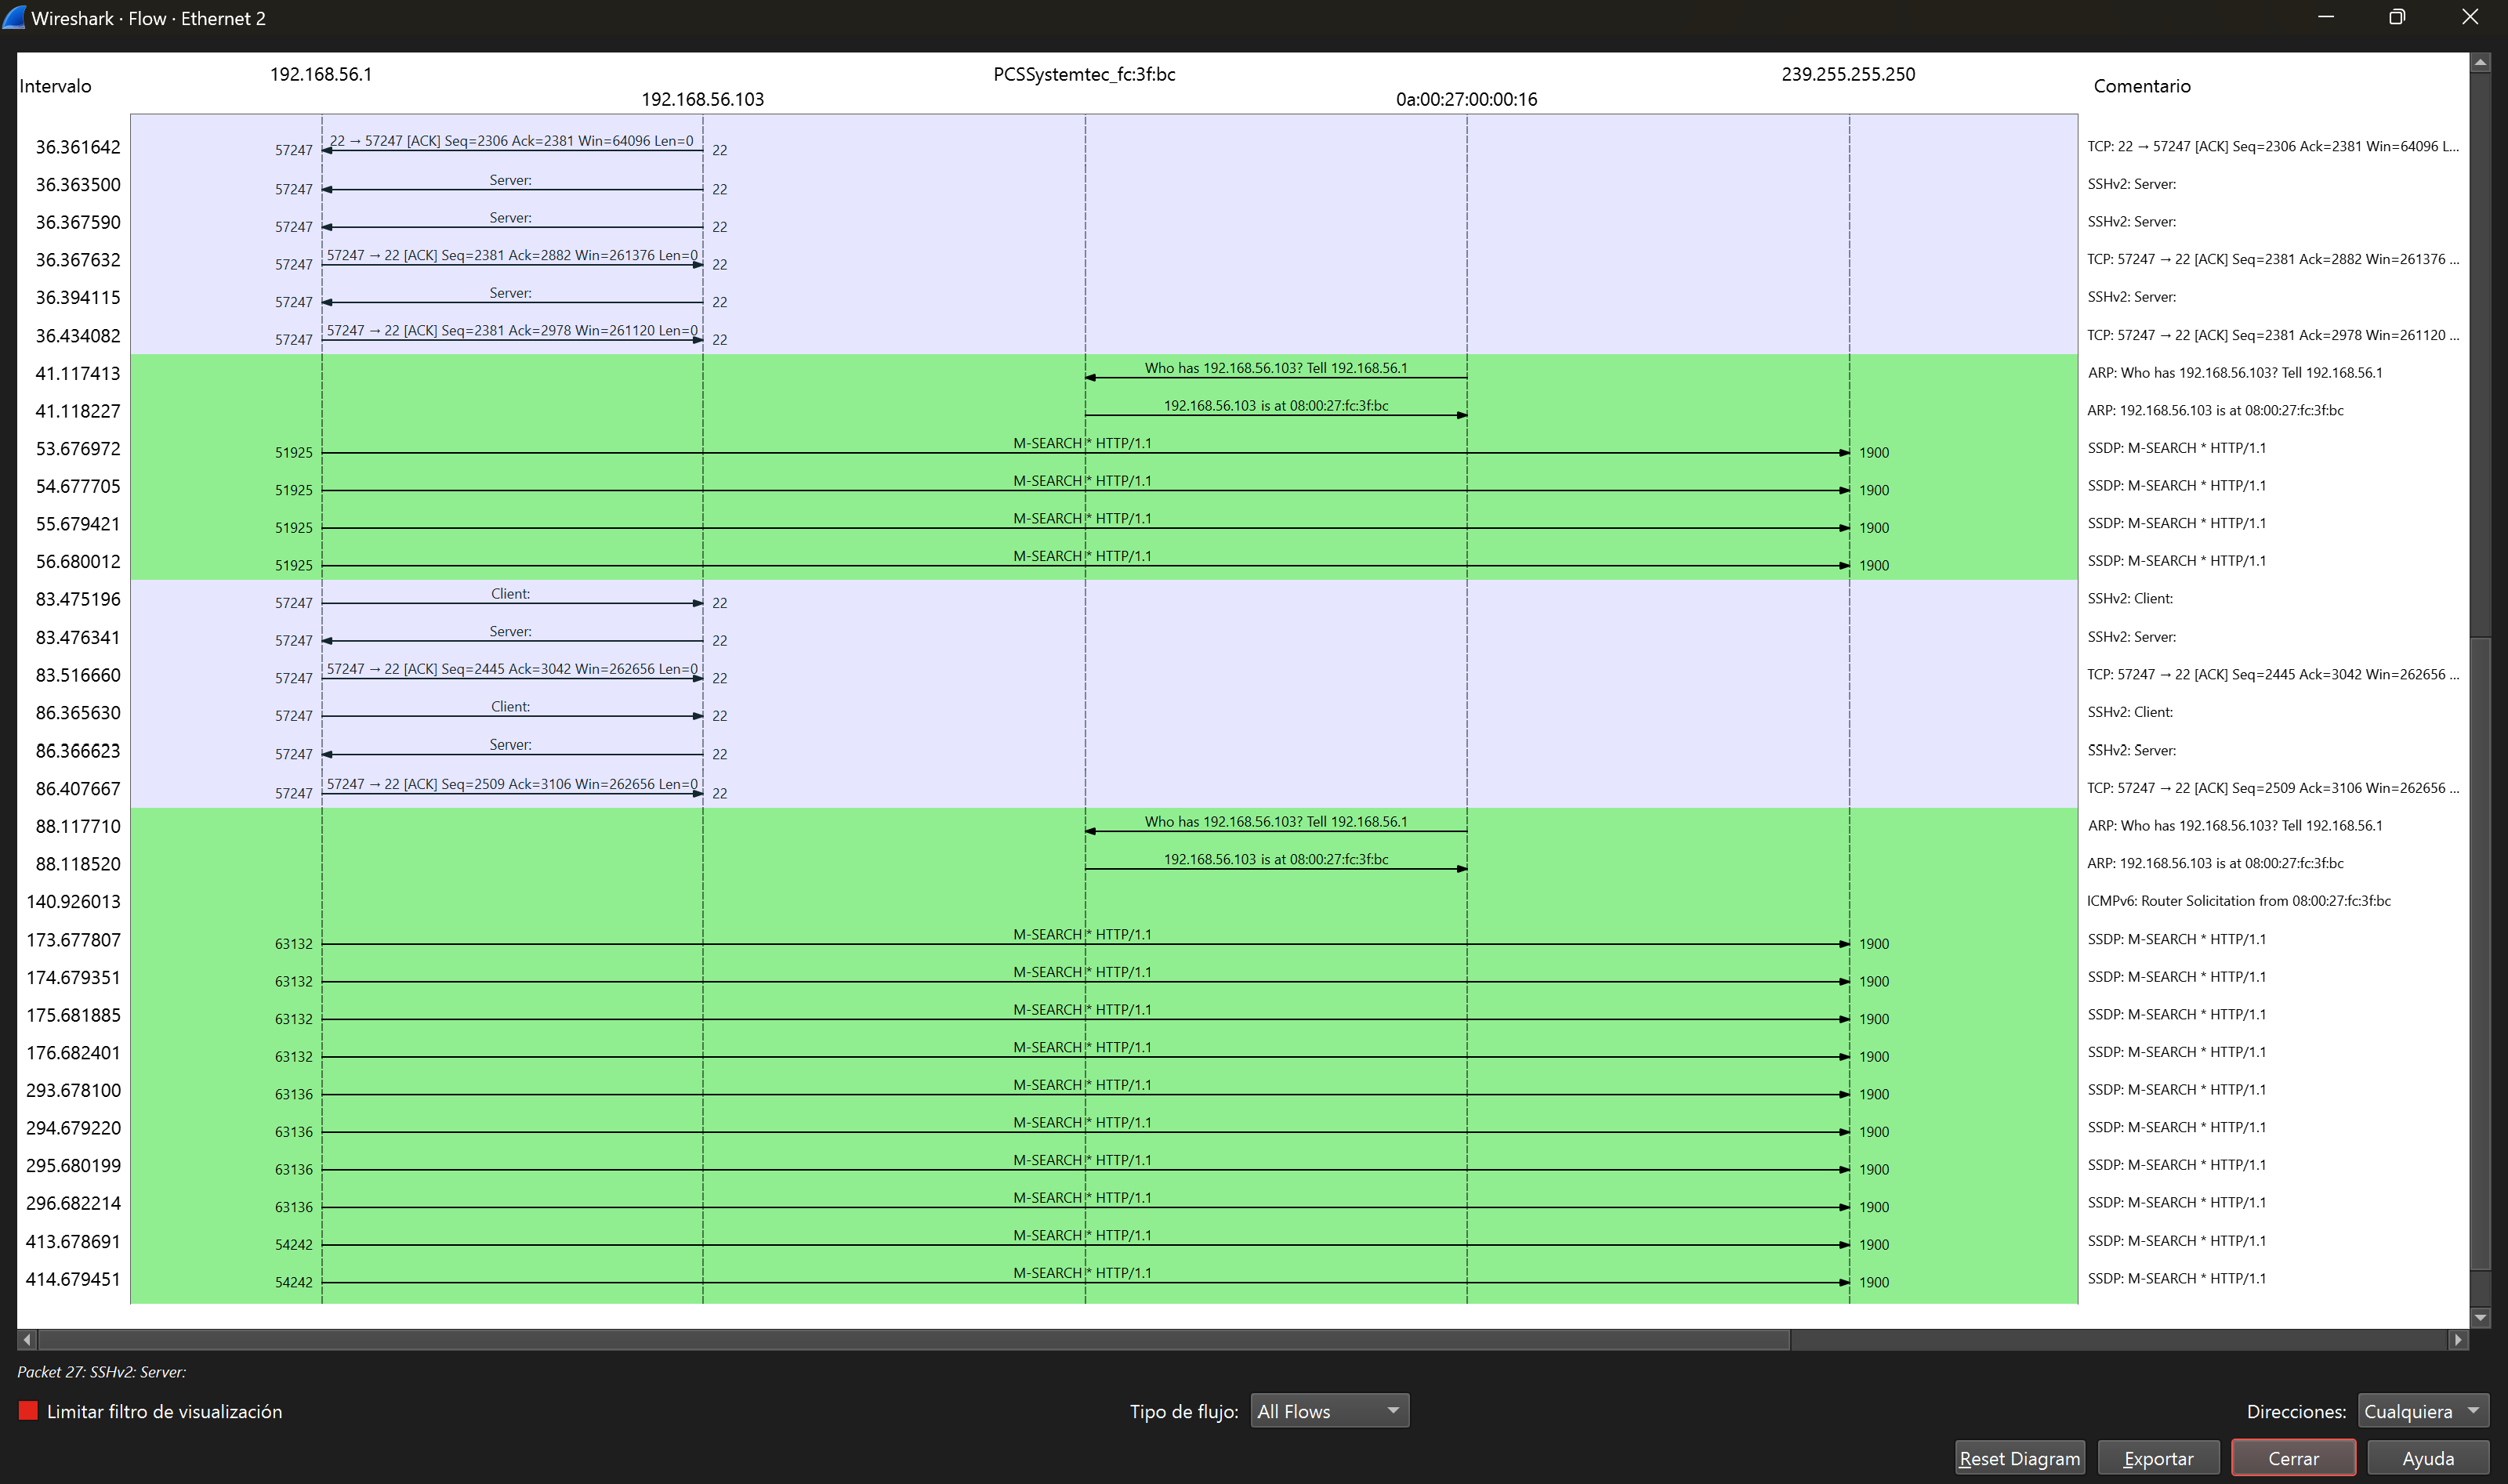 Wireshark · Flow · Ethernet 2
192.168.56.1 PCSSystemtec_fc:3f:bc 239.255.255.250
Intervalo 192.168.56.103 0a:00:27:00:00:16 Comentario
36.361642 57247 22 → 57247 [ACK] Seq=2306 Ack=2381 Win=64096 Len=0 22 TCP: 22 → 57247 [ACK] Seq=2306 Ack=2381 Win=64096 L...
36.363500 57247 Server: 22 SSHv2: Server:
36.367590 57247 Server: 22 SSHv2: Server:
36.367632 57247 57247 → 22 [ACK] Seq=2381 Ack=2882 Win=261376 Len=0 22 TCP: 57247 → 22 [ACK] Seq=2381 Ack=2882 Win=261376 ...
36.394115 57247 Server: 22 SSHv2: Server:
36.434082 57247 57247 → 22 [ACK] Seq=2381 Ack=2978 Win=261120 Len=0 22 TCP: 57247 → 22 [ACK] Seq=2381 Ack=2978 Win=261120 ...
41.117413 Who has 192.168.56.103? Tell 192.168.56.1 ARP: Who has 192.168.56.103? Tell 192.168.56.1
41.118227 192.168.56.103 is at 08:00:27:fc:3f:bc ARP: 192.168.56.103 is at 08:00:27:fc:3f:bc
53.676972 51925 M-SEARCH * HTTP/1.1 1900 SSDP: M-SEARCH * HTTP/1.1
54.677705 51925 M-SEARCH * HTTP/1.1 1900 SSDP: M-SEARCH * HTTP/1.1
55.679421 51925 M-SEARCH * HTTP/1.1 1900 SSDP: M-SEARCH * HTTP/1.1
56.680012 51925 M-SEARCH * HTTP/1.1 1900 SSDP: M-SEARCH * HTTP/1.1
83.475196 57247 Client: 22 SSHv2: Client:
83.476341 57247 Server: 22 SSHv2: Server:
83.516660 57247 57247 → 22 [ACK] Seq=2445 Ack=3042 Win=262656 Len=0 22 TCP: 57247 → 22 [ACK] Seq=2445 Ack=3042 Win=262656 ...
86.365630 57247 Client: 22 SSHv2: Client:
86.366623 57247 Server: 22 SSHv2: Server:
86.407667 57247 57247 → 22 [ACK] Seq=2509 Ack=3106 Win=262656 Len=0 22 TCP: 57247 → 22 [ACK] Seq=2509 Ack=3106 Win=262656 ...
88.117710 Who has 192.168.56.103? Tell 192.168.56.1 ARP: Who has 192.168.56.103? Tell 192.168.56.1
88.118520 192.168.56.103 is at 08:00:27:fc:3f:bc ARP: 192.168.56.103 is at 08:00:27:fc:3f:bc
140.926013 ICMPv6: Router Solicitation from 08:00:27:fc:3f:bc
173.677807 63132 M-SEARCH * HTTP/1.1 1900 SSDP: M-SEARCH * HTTP/1.1
174.679351 63132 M-SEARCH * HTTP/1.1 1900 SSDP: M-SEARCH * HTTP/1.1
175.681885 63132 M-SEARCH * HTTP/1.1 1900 SSDP: M-SEARCH * HTTP/1.1
176.682401 63132 M-SEARCH * HTTP/1.1 1900 SSDP: M-SEARCH * HTTP/1.1
293.678100 63136 M-SEARCH * HTTP/1.1 1900 SSDP: M-SEARCH * HTTP/1.1
294.679220 63136 M-SEARCH * HTTP/1.1 1900 SSDP: M-SEARCH * HTTP/1.1
295.680199 63136 M-SEARCH * HTTP/1.1 1900 SSDP: M-SEARCH * HTTP/1.1
296.682214 63136 M-SEARCH * HTTP/1.1 1900 SSDP: M-SEARCH * HTTP/1.1
413.678691 54242 M-SEARCH * HTTP/1.1 1900 SSDP: M-SEARCH * HTTP/1.1
414.679451 54242 M-SEARCH * HTTP/1.1 1900 SSDP: M-SEARCH * HTTP/1.1
Packet 27: SSHv2: Server:
Limitar filtro de visualización Tipo de flujo: All Flows Direcciones: Cualquiera
Reset Diagram Exportar Cerrar Ayuda